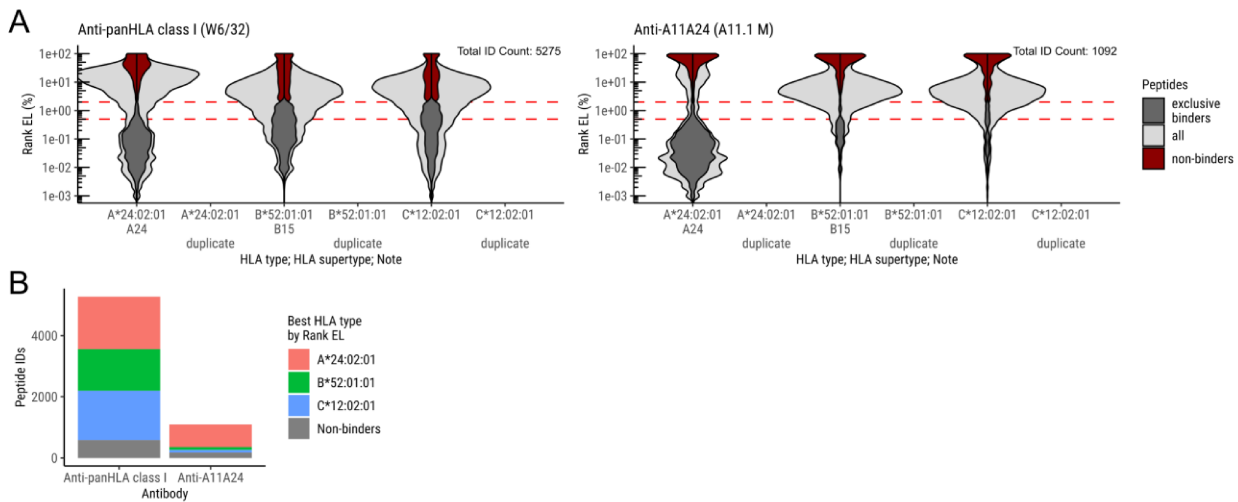 A
Anti-panHLA class I (W6/32)
Total ID Count: 5275
Rank EL (%)
1e+02
1e+01
1e+00
1e-01
1e-02
1e-03
A*24:02:01
A24
A*24:02:01
duplicate
B*52:01:01
B15
B*52:01:01
duplicate
C*12:02:01
C*12:02:01
duplicate
HLA type; HLA supertype; Note
Anti-A11A24 (A11.1 M)
Total ID Count: 1092
Rank EL (%)
1e+02
1e+01
1e+00
1e-01
1e-02
1e-03
A*24:02:01
A24
A*24:02:01
duplicate
B*52:01:01
B15
B*52:01:01
duplicate
C*12:02:01
C*12:02:01
duplicate
HLA type; HLA supertype; Note
Peptides
exclusive
binders
all
non-binders
B
Peptide IDs
4000
2000
0
Anti-panHLA class I
Anti-A11A24
Antibody
Best HLA type
by Rank EL
A*24:02:01
B*52:01:01
C*12:02:01
Non-binders